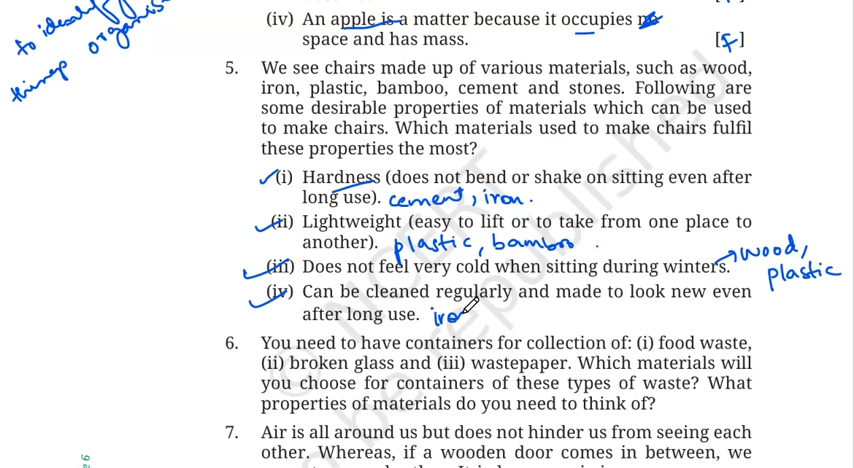 to identify
things organis
(iv) An apple is a matter because it occupies no
space and has mass. [F]
5. We see chairs made up of various materials, such as wood,
iron, plastic, bamboo, cement and stones. Following are
some desirable properties of materials which can be used
to make chairs. Which materials used to make chairs fulfil
these properties the most?
(i) Hardness (does not bend or shake on sitting even after
long use). cement, iron.
(ii) Lightweight (easy to lift or to take from one place to
another). plastic, bamboo
(iii) Does not feel very cold when sitting during winters. → wood,
plastic
(iv) Can be cleaned regularly and made to look new even
after long use. iro
6. You need to have containers for collection of: (i) food waste,
(ii) broken glass and (iii) wastepaper. Which materials will
you choose for containers of these types of waste? What
properties of materials do you need to think of?
7. Air is all around us but does not hinder us from seeing each
other. Whereas, if a wooden door comes in between, we
© NCERT
be republished